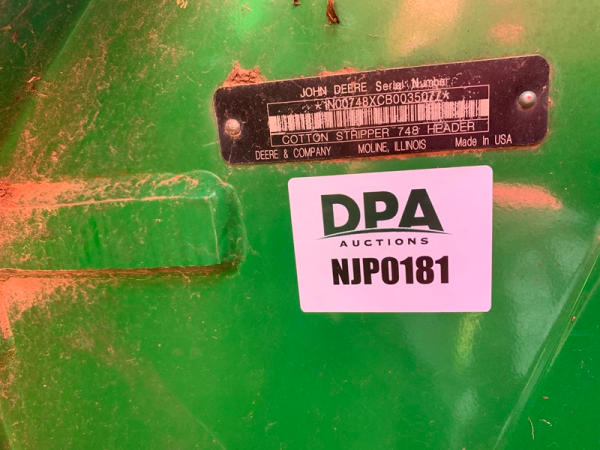 JOHN DEERE Serial Number
*1N00748XCB0035077*
COTTON STRIPPER 748 HEADER
DEERE & COMPANY MOLINE, ILLINOIS Made In USA
DPA
AUCTIONS
NJP0181